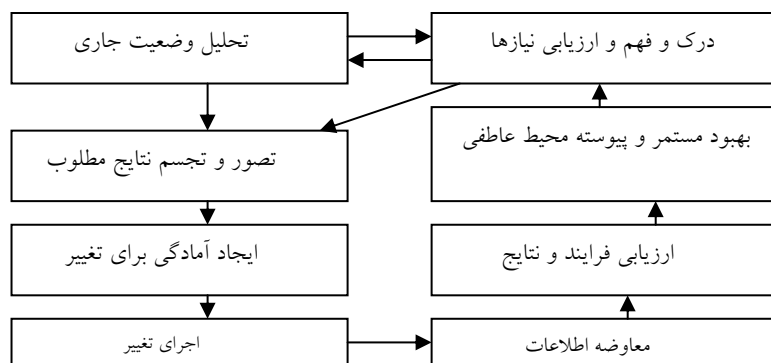 درک و فهم و ارزیابی نیازها
تحلیل وضعیت جاری
بهبود مستمر و پیوسته محیط عاطفی
تصور و تجسم نتایج مطلوب
ارزیابی فرایند و نتایج
ایجاد آمادگی برای تغییر
معاوضه اطلاعات
اجرای تغییر